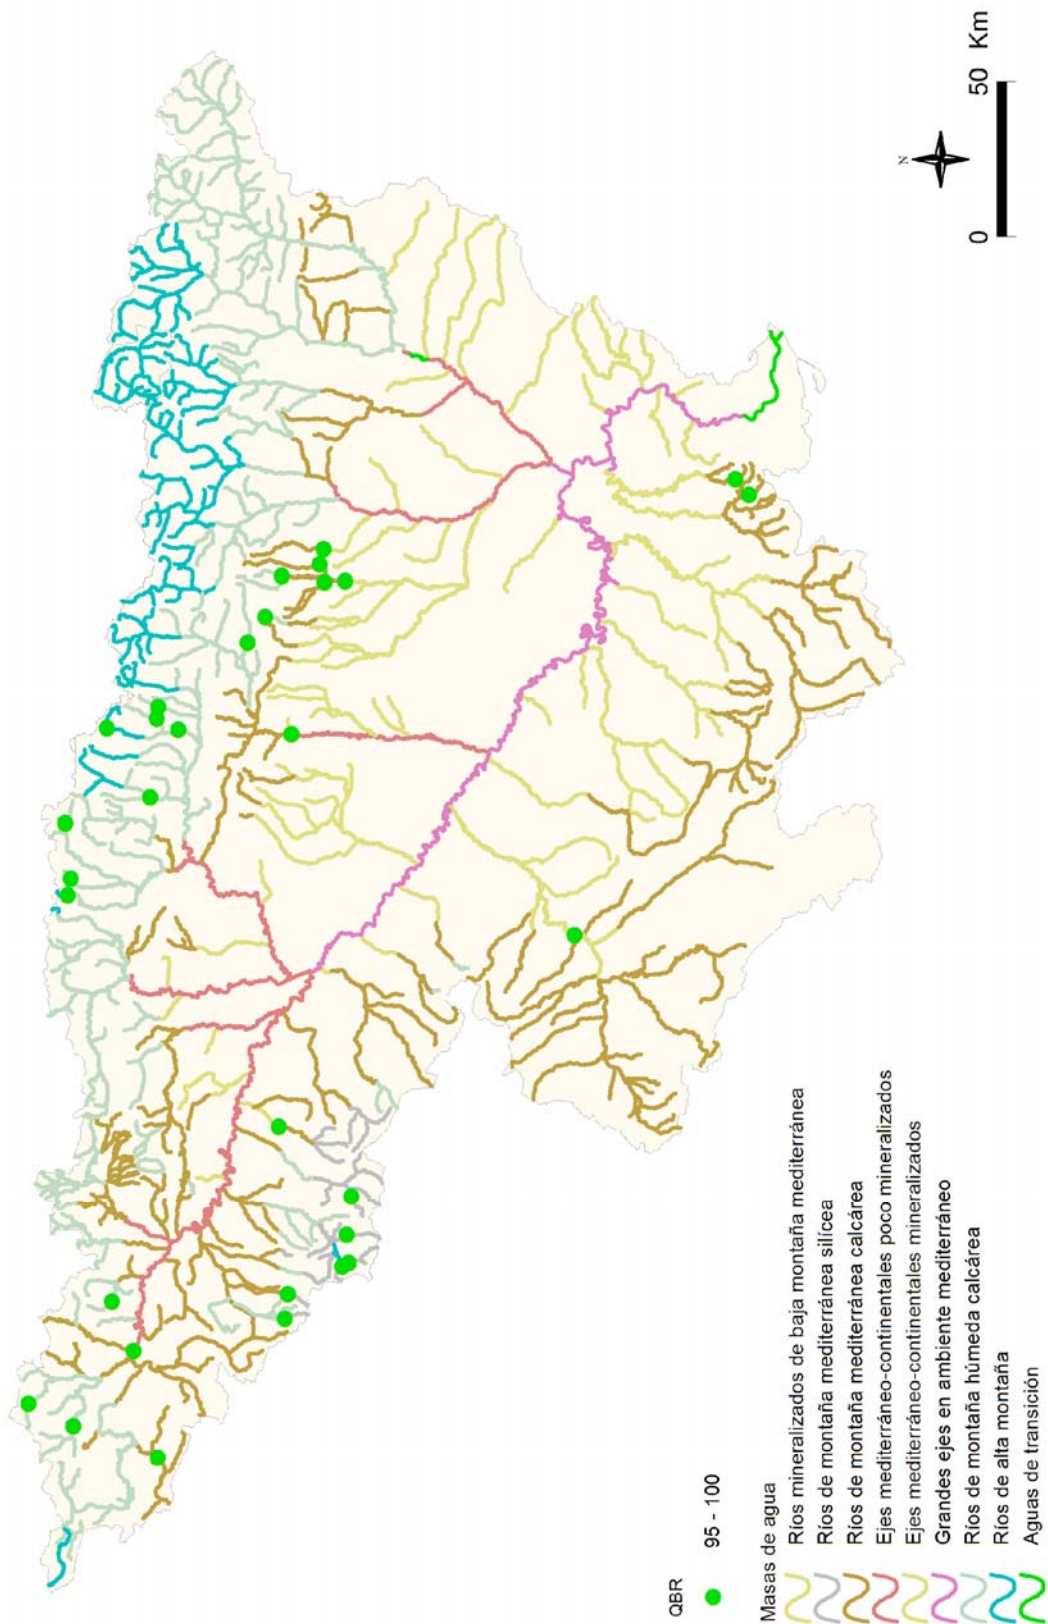 QBR
95 - 100
Masas de agua
Ríos mineralizados de baja montaña mediterránea
Ríos de montaña mediterránea silícea
Ríos de montaña mediterránea calcárea
Ejes mediterráneo-continentales poco mineralizados
Ejes mediterráneo-continentales mineralizados
Grandes ejes en ambiente mediterráneo
Ríos de montaña húmeda calcárea
Ríos de alta montaña
Aguas de transición
N
0 50 Km